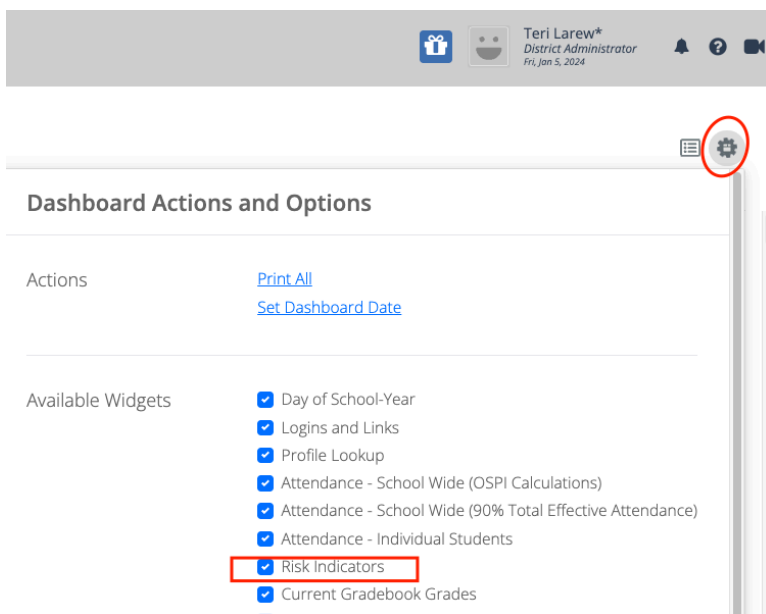 Teri Larew*
District Administrator
Fri, Jan 5, 2024
Dashboard Actions and Options
Actions
Print All
Set Dashboard Date
Available Widgets
Day of School-Year
Logins and Links
Profile Lookup
Attendance - School Wide (OSPI Calculations)
Attendance - School Wide (90% Total Effective Attendance)
Attendance - Individual Students
Risk Indicators
Current Gradebook Grades